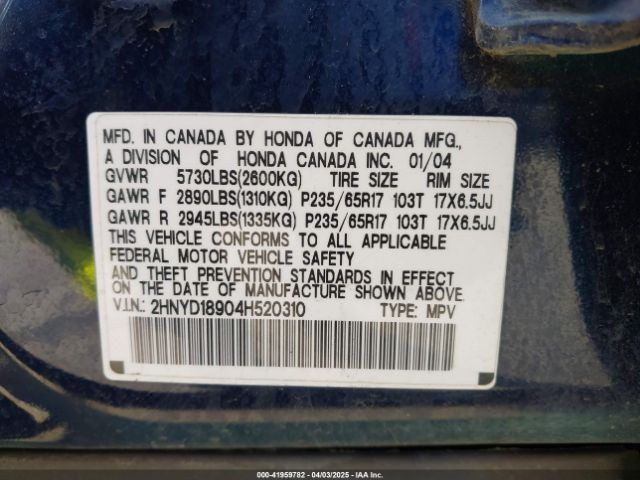 MFD. IN CANADA BY HONDA OF CANADA MFG.,
A DIVISION OF HONDA CANADA INC. 01/04
GVWR 5730LBS(2600KG) TIRE SIZE RIM SIZE
GAWR F 2890LBS(1310KG) P235/65R17 103T 17X6.5JJ
GAWR R 2945LBS(1335KG) P235/65R17 103T 17X6.5JJ
THIS VEHICLE CONFORMS TO ALL APPLICABLE
FEDERAL MOTOR VEHICLE SAFETY
AND THEFT PREVENTION STANDARDS IN EFFECT
ON THE DATE OF MANUFACTURE SHOWN ABOVE.
V.I.N.: 2HNYD18904H520310 TYPE: MPV
000-41959782 | 04/03/2025 | IAA Inc.